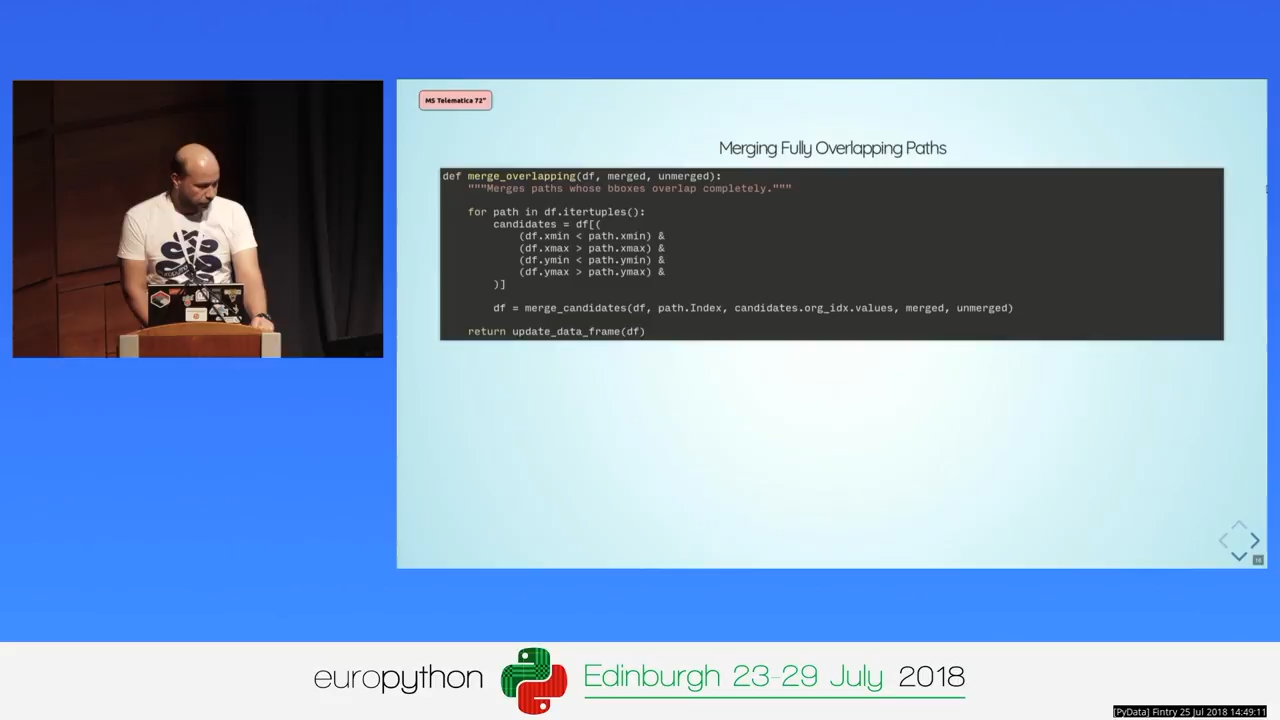 MS Telematica 72"
Merging Fully Overlapping Paths
def merge_overlapping(df, merged, unmerged):
"""Merges paths whose bboxes overlap completely."""
for path in df.itertuples():
candidates = df[(
(df.xmin < path.xmin) &
(df.xmax > path.xmax) &
(df.ymin < path.ymin) &
(df.ymax > path.ymax) &
)]
df = merge_candidates(df, path.Index, candidates.org_idx.values, merged, unmerged)
return update_data_frame(df)
europython Edinburgh 23-29 July 2018
[PyData] Fintry 25 Jul 2018 14:49:11